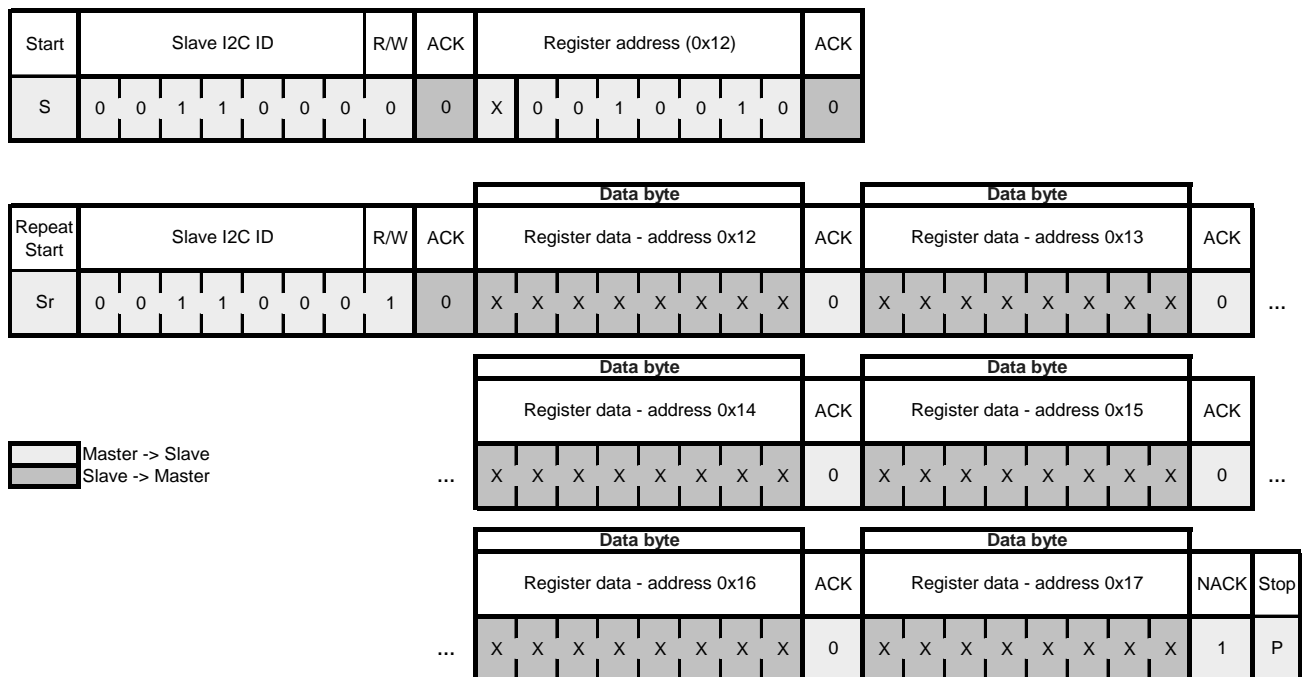 Start Slave I2C ID R/W ACK Register address (0x12) ACK
S 0 0 1 1 0 0 0 0 0 X 0 0 1 0 0 1 0 0
Data byte Data byte
Repeat Start Slave I2C ID R/W ACK Register data - address 0x12 ACK Register data - address 0x13 ACK
Sr 0 0 1 1 0 0 0 1 0 X X X X X X X X 0 X X X X X X X X 0 ...
Data byte Data byte
Register data - address 0x14 ACK Register data - address 0x15 ACK
Master -> Slave
Slave -> Master ... X X X X X X X X 0 X X X X X X X X 0 ...
Data byte Data byte
Register data - address 0x16 ACK Register data - address 0x17 NACK Stop
... X X X X X X X X 0 X X X X X X X X 1 P